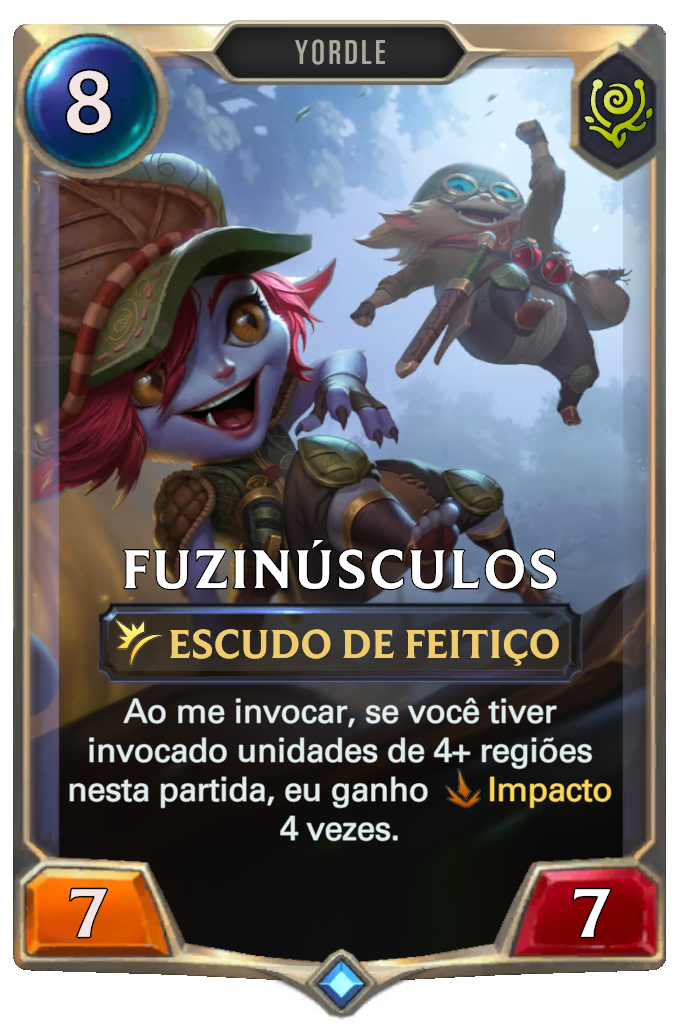 YORDLE
8
FUZINÚSCULOS
ESCUDO DE FEITIÇO
Ao me invocar, se você tiver
invocado unidades de 4+ regiões
nesta partida, eu ganho Impacto
4 vezes.
7
7